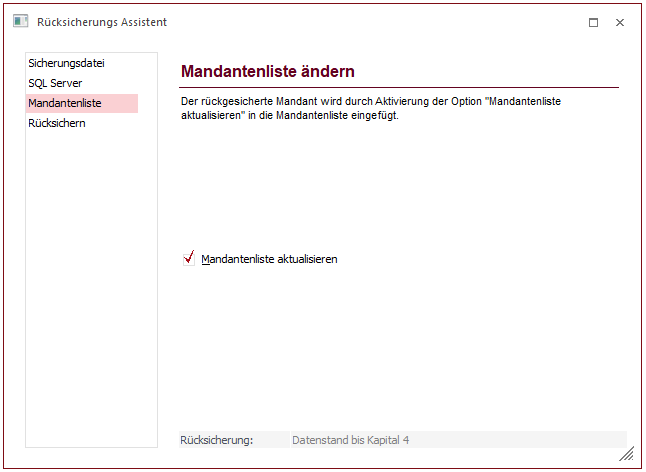 Rücksicherungs Assistent
Sicherungsdatei
SQL Server
Mandantenliste
Rücksichern
Mandantenliste ändern
Der rückgesicherte Mandant wird durch Aktivierung der Option "Mandantenliste
aktualisieren" in die Mandantenliste eingefügt.
Mandantenliste aktualisieren
Rücksicherung: Datenstand bis Kapital 4